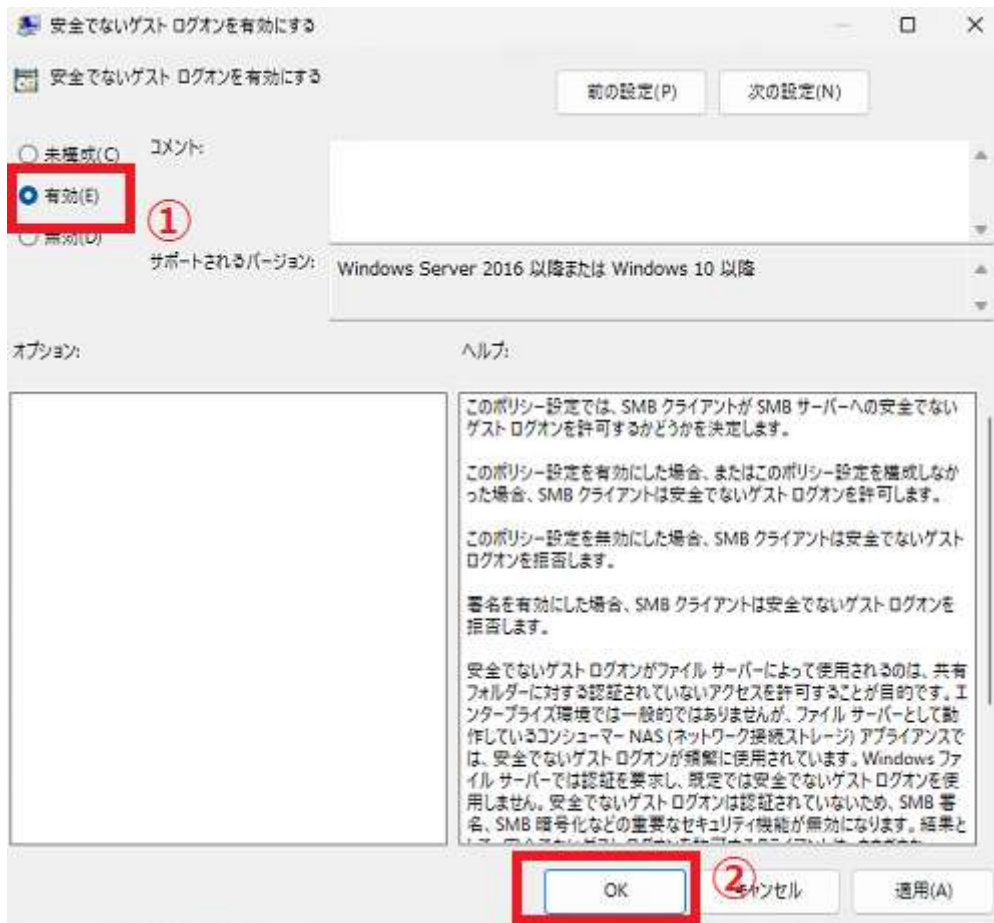 安全でないゲスト ログオンを有効にする
安全でないゲスト ログオンを有効にする
前の設定(P)
次の設定(N)
未構成(C)
コメント:
有効(E)
①
無効(D)
サポートされるバージョン:
Windows Server 2016 以降または Windows 10 以降
オプション:
ヘルプ:
このポリシー設定では、SMB クライアントが SMB サーバーへの安全でない
ゲスト ログオンを許可するかどうかを決定します。
このポリシー設定を有効にした場合、またはこのポリシー設定を構成しなか
った場合、SMB クライアントは安全でないゲスト ログオンを許可します。
このポリシー設定を無効にした場合、SMB クライアントは安全でないゲスト
ログオンを拒否します。
署名を有効にした場合、SMB クライアントは安全でないゲスト ログオンを
拒否します。
安全でないゲスト ログオンがファイル サーバーによって使用されるのは、共有
フォルダーに対する認証されていないアクセスを許可することが目的です。エ
ンタープライズ環境では一般的ではありませんが、ファイル サーバーとして動
作しているコンシューマー NAS (ネットワーク接続ストレージ) アプライアンスで
は、安全でないゲスト ログオンが頻繁に使用されています。Windows ファ
イル サーバーでは認証を要求し、既定では安全でないゲスト ログオンを使
用しません。安全でないゲスト ログオンは認証されていないため、SMB 署
名、SMB 暗号化などの重要なセキュリティ機能が無効になります。結果と
OK
②
キャンセル
適用(A)